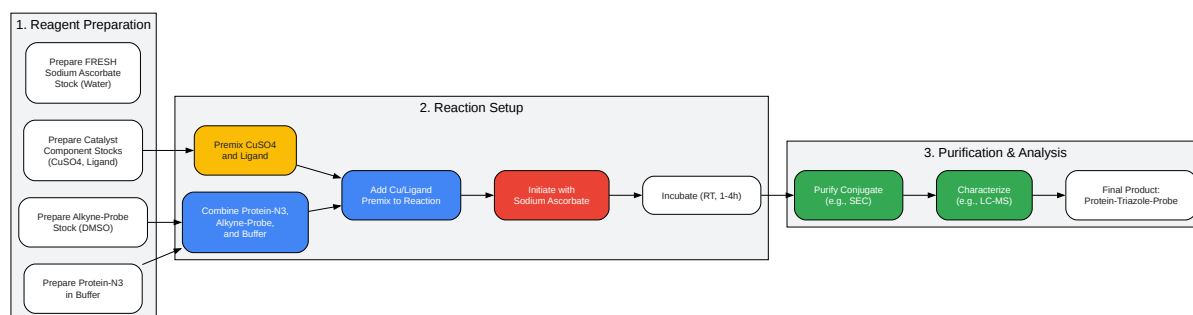 1. Reagent Preparation
Prepare FRESH
Sodium Ascorbate
Stock (Water)
Prepare Catalyst
Component Stocks
(CuSO4, Ligand)
Prepare Alkyne-Probe
Stock (DMSO)
Prepare Protein-N3
in Buffer
2. Reaction Setup
Premix CuSO4
and Ligand
Combine Protein-N3,
Alkyne-Probe,
and Buffer
Add Cu/Ligand
Premix to Reaction
Initiate with
Sodium Ascorbate
Incubate (RT, 1-4h)
3. Purification & Analysis
Purify Conjugate
(e.g., SEC)
Characterize
(e.g., LC-MS)
Final Product:
Protein-Triazole-Probe